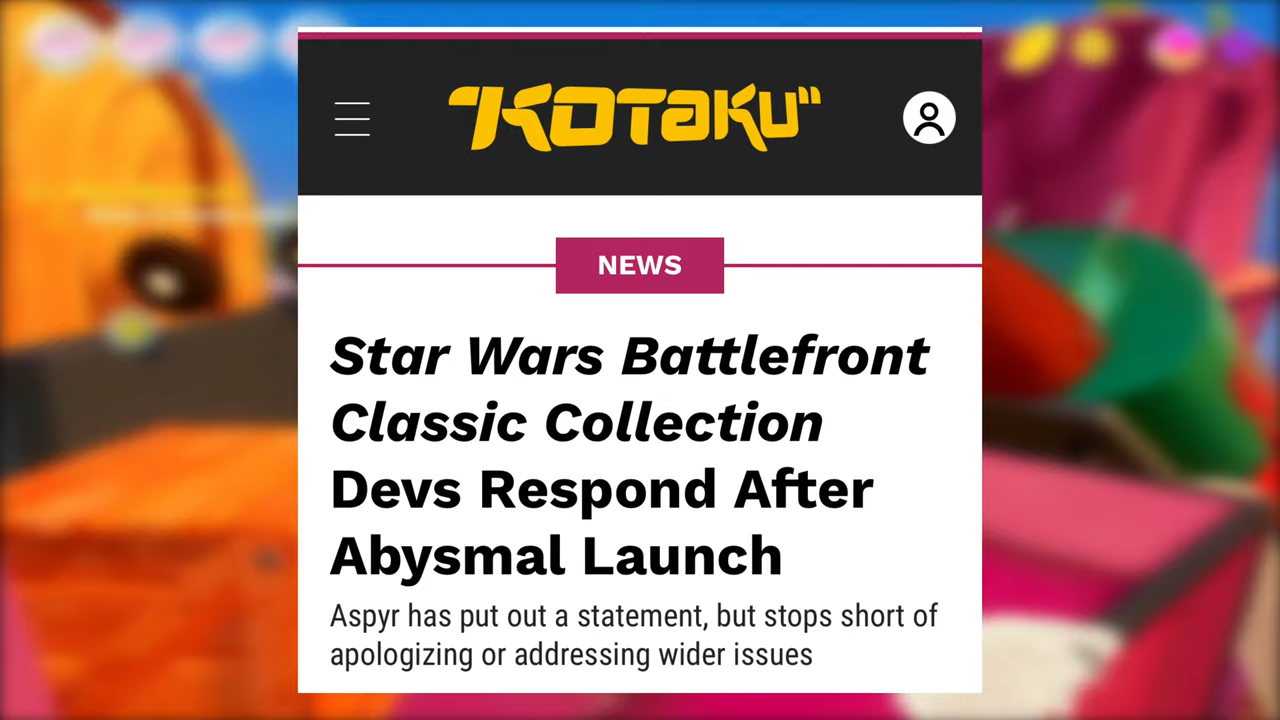 "KOTaKU"
NEWS
Star Wars Battlefront
Classic Collection
Devs Respond After
Abysmal Launch
Aspyr has put out a statement, but stops short of
apologizing or addressing wider issues